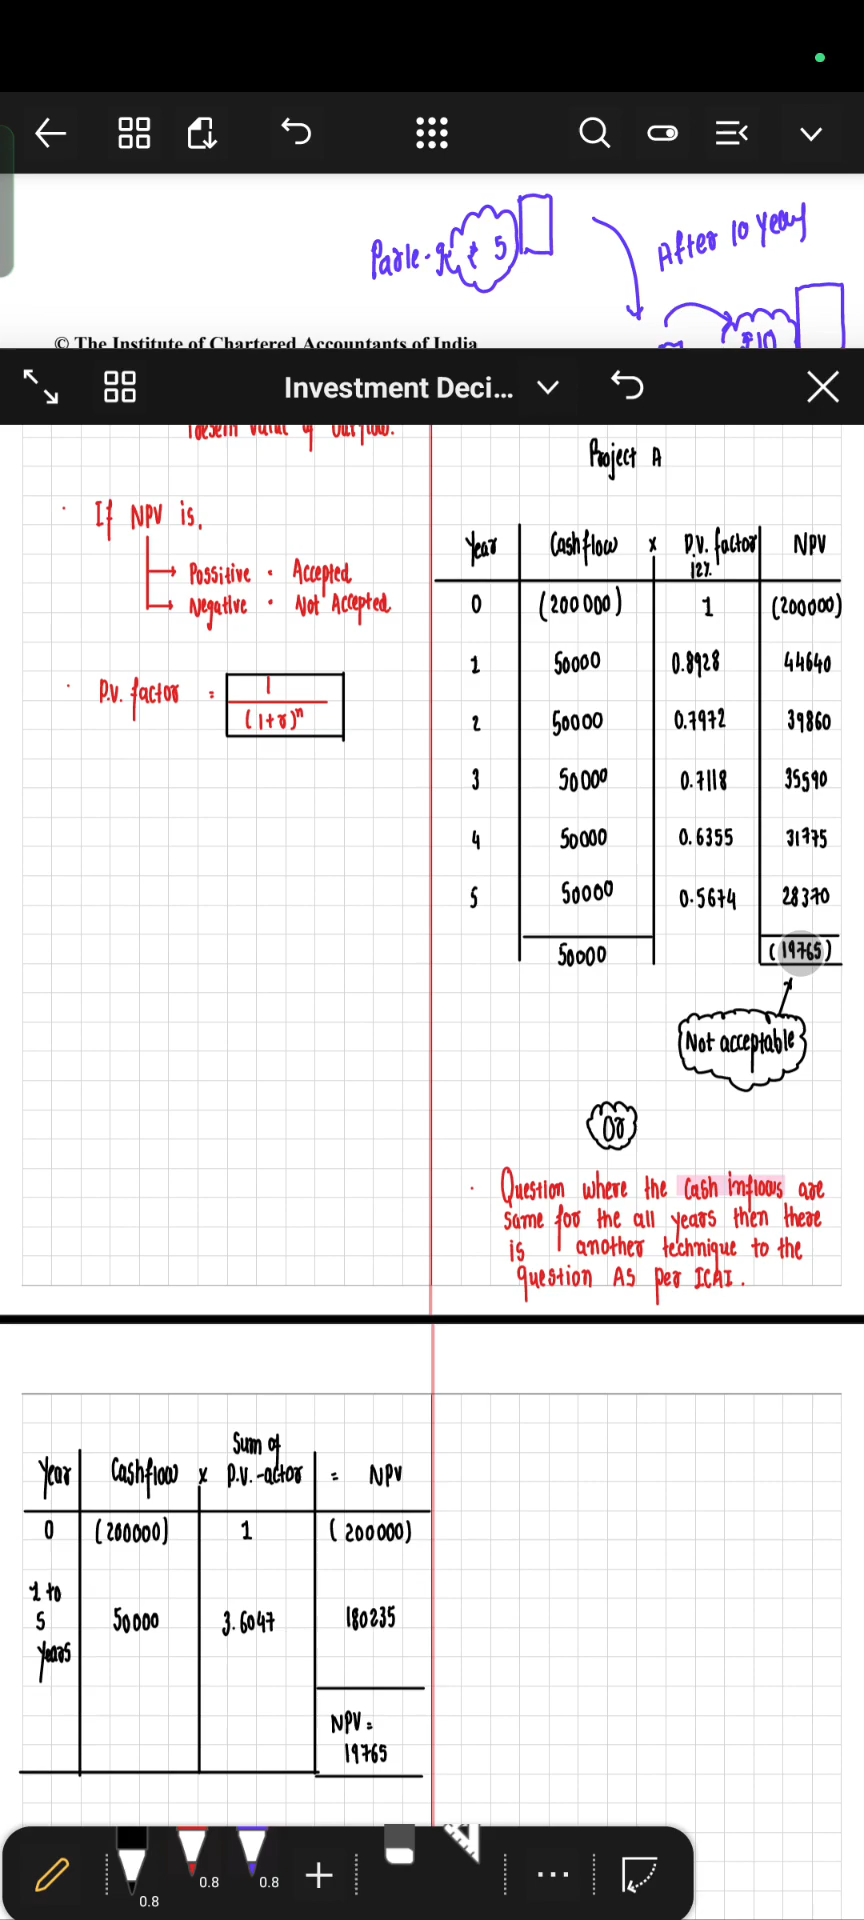 Parle-g ₹ 5
After 10 years
₹10
© The Institute of Chartered Accountants of India
Investment Deci...
Present value of outflow.
Project A
· If NPV is.
→ Possitive · Accepted
→ Negative · Not Accepted
· P.V. factor = 1
(1+r)ⁿ
Year Cashflow x P.V. factor 12% NPV
0 (200000) 1 (200000)
1 50000 0.8928 44640
2 50000 0.7972 39860
3 50000 0.7118 35590
4 50000 0.6355 31775
5 50000 0.5674 28370
50000 (19765)
Not acceptable
Or
· Question where the Cash inflows are
same for the all years then there
is another technique to the
question As per ICAI.
Year Cashflow x Sum of P.V.-actor = NPV
0 (200000) 1 (200000)
1 to 5 years 50000 3.6047 180235
NPV =
19765
0.8 0.8 0.8